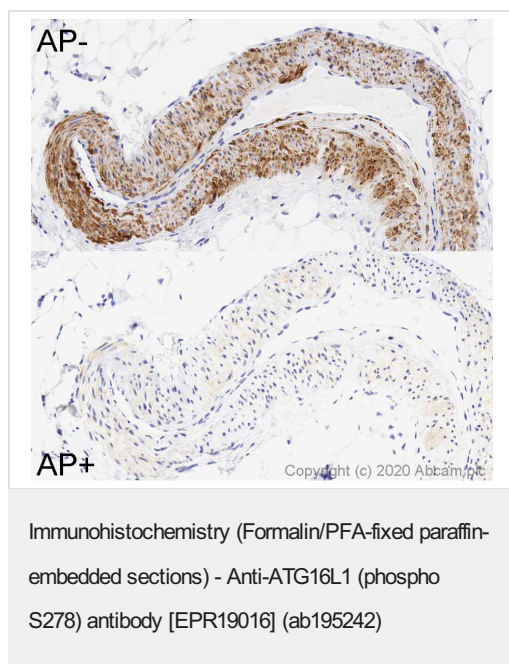 AP-
AP+
Copyright (c) 2020 Abcam plc
Immunohistochemistry (Formalin/PFA-fixed paraffin-
embedded sections) - Anti-ATG16L1 (phospho
S278) antibody [EPR19016] (ab195242)